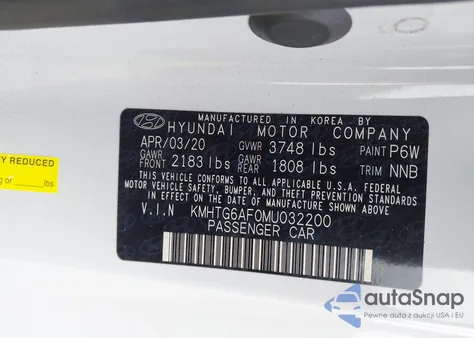 MANUFACTURED IN KOREA BY
HYUNDAI MOTOR COMPANY
APR/03/20 GVWR 3748 lbs PAINT P6W
GAWR FRONT 2183 lbs GAWR REAR 1808 lbs TRIM NNB
THIS VEHICLE CONFORMS TO ALL APPLICABLE U.S.A. FEDERAL
MOTOR VEHICLE SAFETY, BUMPER, AND THEFT PREVENTION
STANDARDS IN EFFECT ON THE DATE OF MANUFACTURE
SHOWN ABOVE.
V.I.N KMHTG6AF0MU032200
PASSENGER CAR
Y REDUCED
g or lbs
autoSnap
Pewne auta z aukcji USA i EU